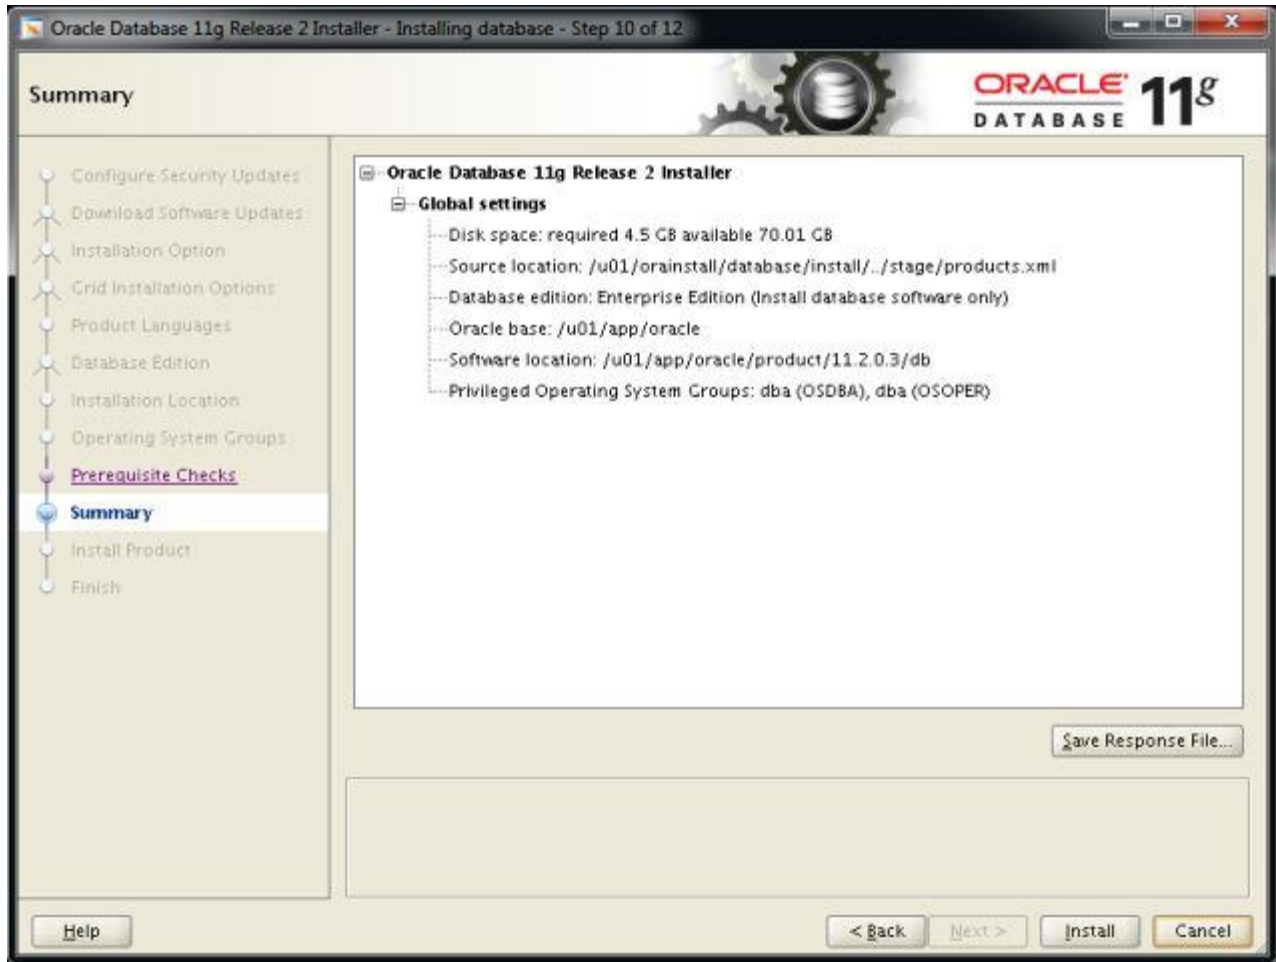 Oracle Database 11g Release 2 Installer - Installing database - Step 10 of 12
Summary
ORACLE DATABASE 11g
Configure Security Updates
Download Software Updates
Installation Option
Grid Installation Options
Product Languages
Database Edition
Installation Location
Operating System Groups
Prerequisite Checks
Summary
Install Product
Finish
Oracle Database 11g Release 2 Installer
Global settings
Disk space: required 4.5 GB available 70.01 GB
Source location: /u01/orainstall/database/install/../stage/products.xml
Database edition: Enterprise Edition (Install database software only)
Oracle base: /u01/app/oracle
Software location: /u01/app/oracle/product/11.2.0.3/db
Privileged Operating System Groups: dba (OSDBA), dba (OSOPER)
Save Response File...
Help
< Back
Next >
Install
Cancel